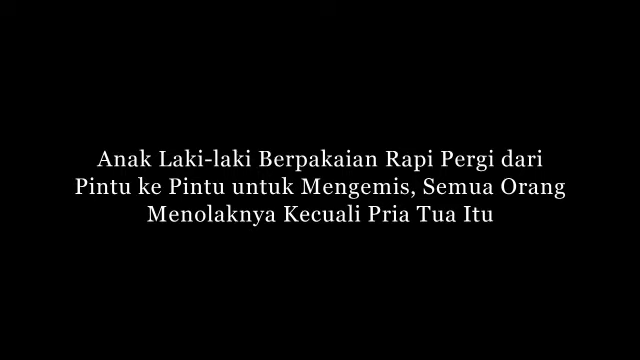 Anak Laki-laki Berpakaian Rapi Pergi dari
Pintu ke Pintu untuk Mengemis, Semua Orang
Menolaknya Kecuali Pria Tua Itu